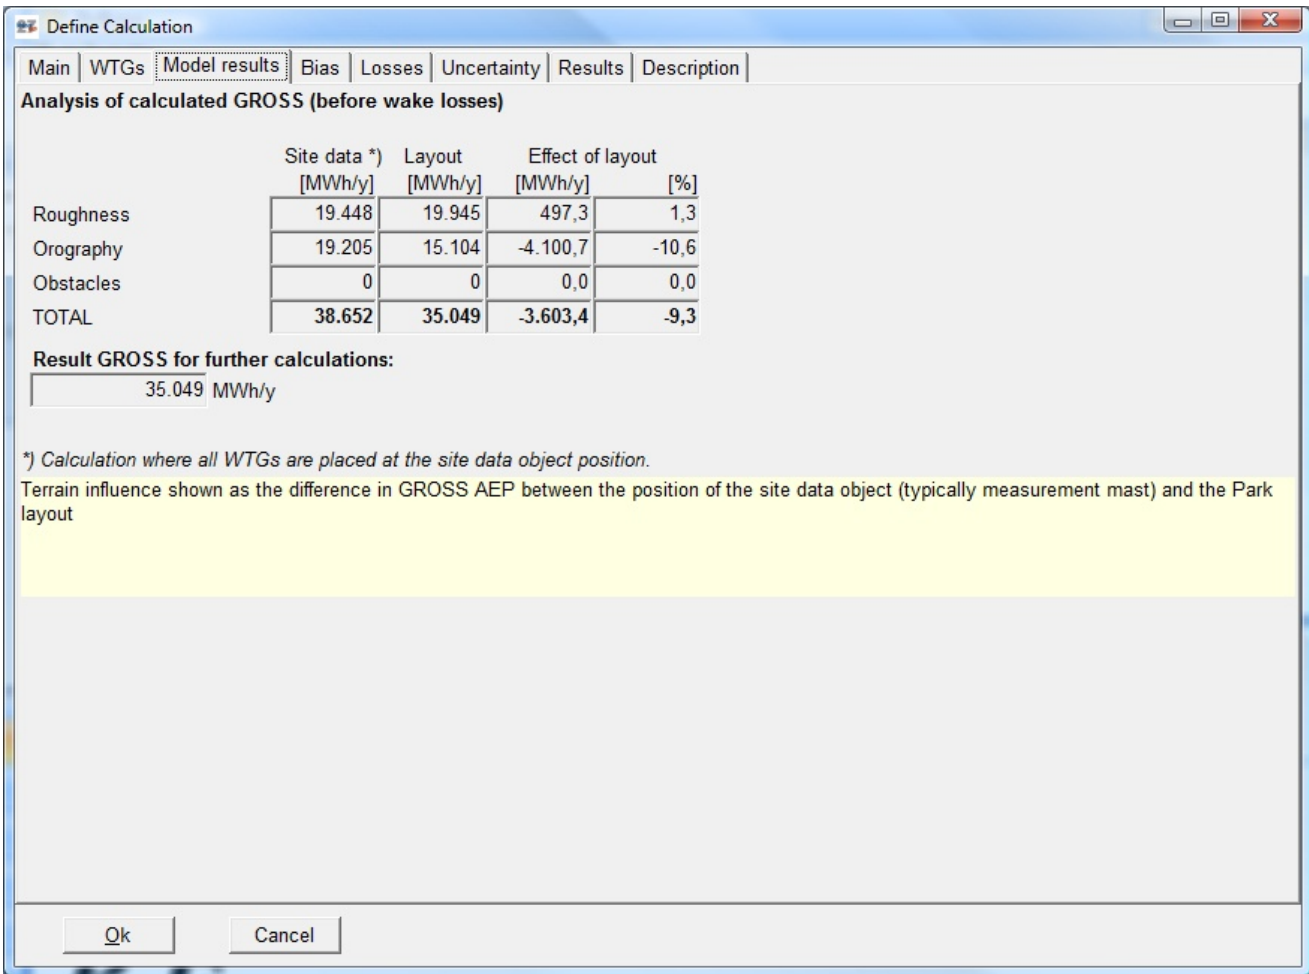 Define Calculation
Main WTGs Model results Bias Losses Uncertainty Results Description
Analysis of calculated GROSS (before wake losses)
Site data *) Layout Effect of layout
[MWh/y] [MWh/y] [MWh/y] [%]
Roughness 19.448 19.945 497,3 1,3
Orography 19.205 15.104 -4.100,7 -10,6
Obstacles 0 0 0,0 0,0
TOTAL 38.652 35.049 -3.603,4 -9,3
Result GROSS for further calculations:
35.049 MWh/y
*) Calculation where all WTGs are placed at the site data object position.
Terrain influence shown as the difference in GROSS AEP between the position of the site data object (typically measurement mast) and the Park
layout
Ok Cancel